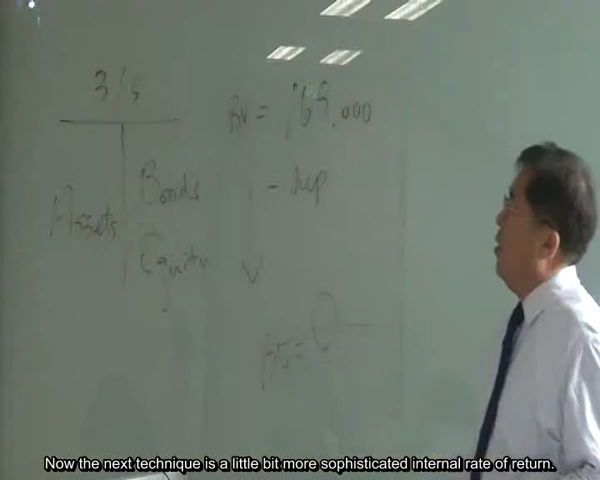 B/S
BV = 169,000
Assets
Bonds
- dep
Equity
BV = 0
Now the next technique is a little bit more sophisticated internal rate of return.